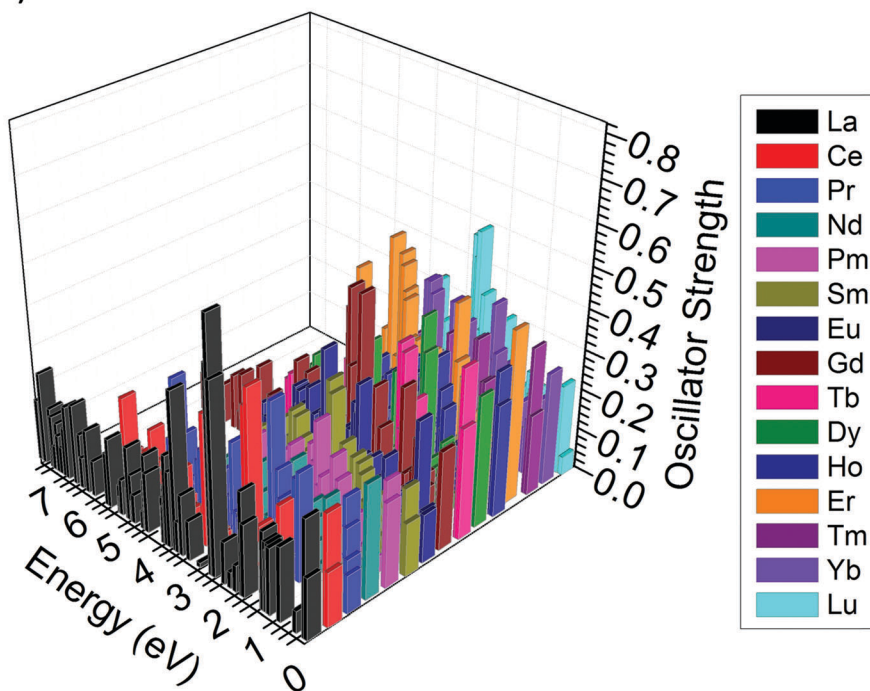 0.8
0.7
0.6
0.5
0.4
0.3
0.2
0.1
0.0
Oscillator Strength
7
6
5
4
3
2
1
0
Energy (eV)
La
Ce
Pr
Nd
Pm
Sm
Eu
Gd
Tb
Dy
Ho
Er
Tm
Yb
Lu